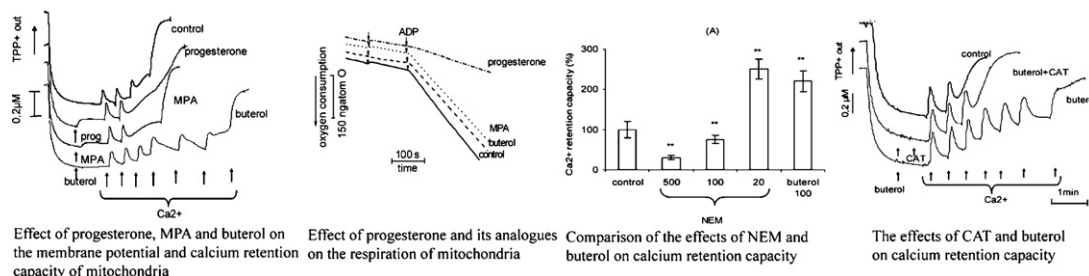 TPP+ out
0,2µM
control
progesterone
MPA
buterol
prog
MPA
buterol
Ca2+
Effect of progesterone, MPA and buterol on
the membrane potential and calcium retention
capacity of mitochondria
ADP
oxygen consumption
150 ngatom O
progesterone
MPA
buterol
control
100 s
time
Effect of progesterone and its analogues
on the respiration of mitochondria
(A)
Ca2+ retention capacity (%)
300
200
100
0
**
**
**
**
control
500
100
20
buterol
100
NEM
Comparison of the effects of NEM and
buterol on calcium retention capacity
TPP+ out
0,2 µM
control
buterol+CAT
buterol
CAT
buterol
Ca2+
1min
The effects of CAT and buterol
on calcium retention capacity